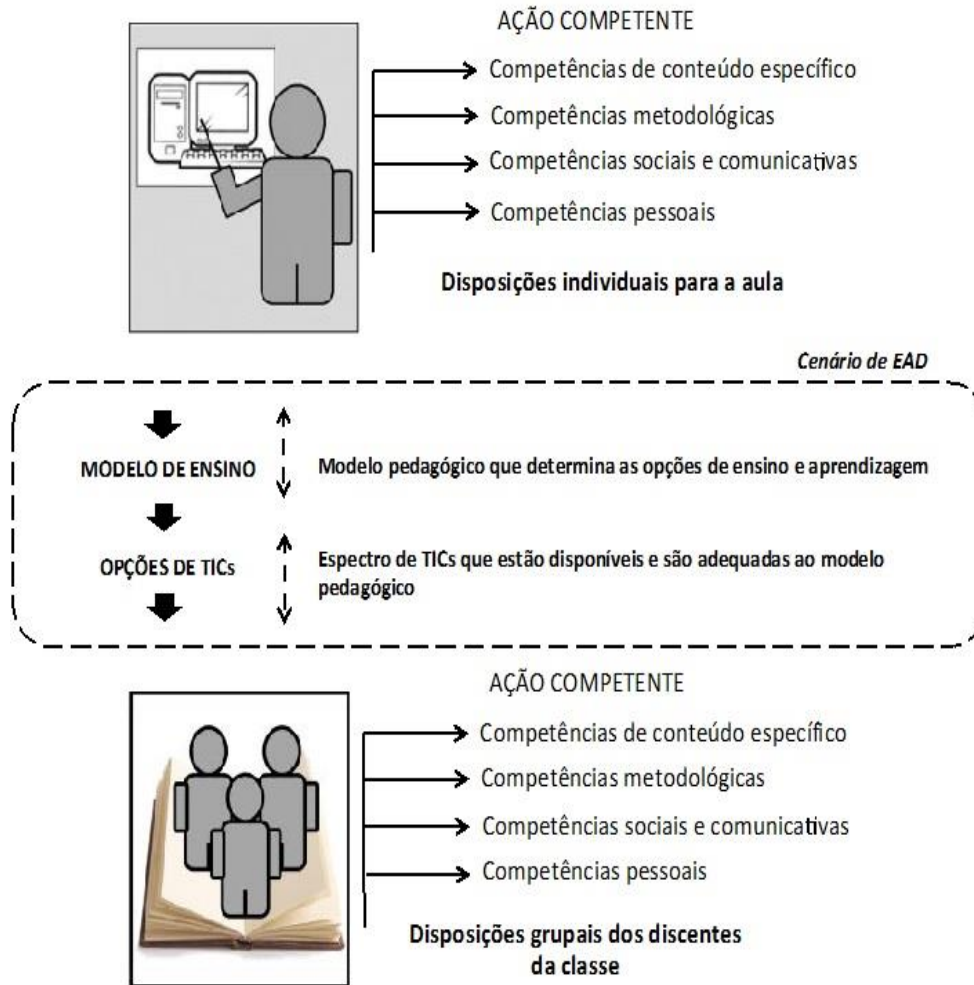 AÇÃO COMPETENTE
Competências de conteúdo específico
Competências metodológicas
Competências sociais e comunicativas
Competências pessoais
Disposições individuais para a aula
Cenário de EAD
MODELO DE ENSINO
Modelo pedagógico que determina as opções de ensino e aprendizagem
OPÇÕES DE TICs
Espectro de TICs que estão disponíveis e são adequadas ao modelo
pedagógico
AÇÃO COMPETENTE
Competências de conteúdo específico
Competências metodológicas
Competências sociais e comunicativas
Competências pessoais
Disposições grupais dos discentes
da classe